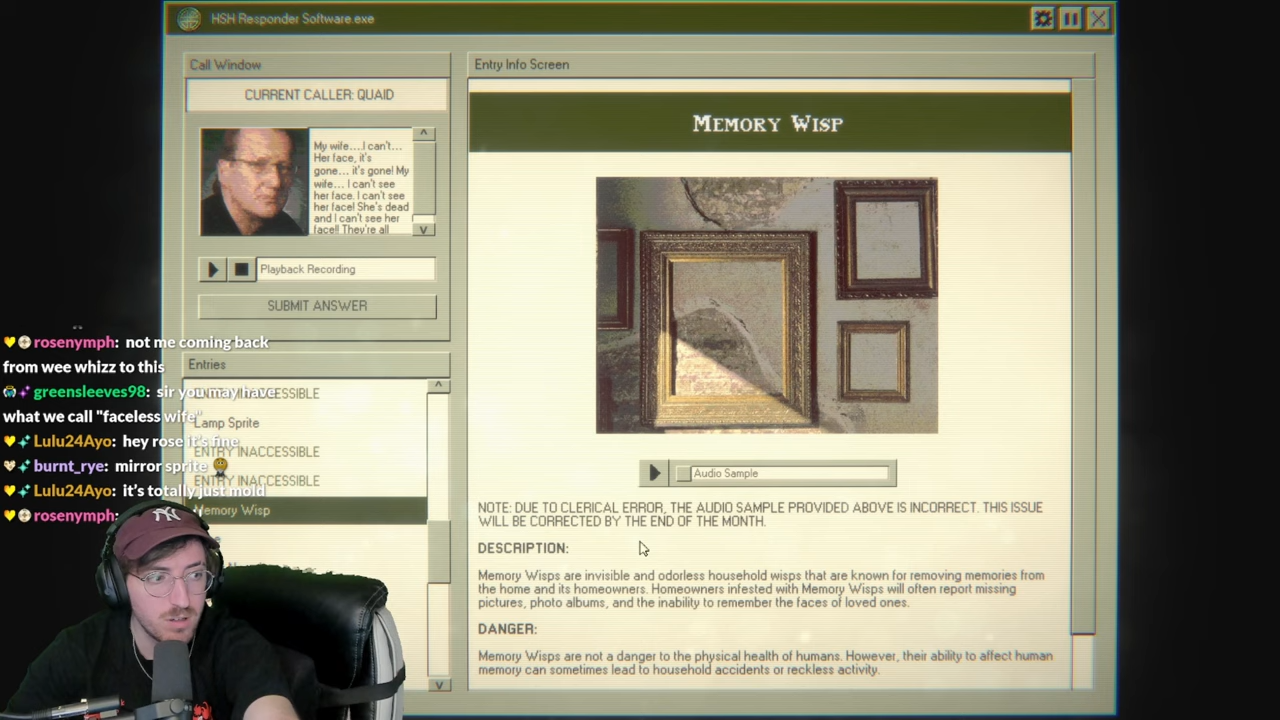 HSH Responder Software.exe
Call Window
CURRENT CALLER: QUAID
My wife....I can't...
Her face, it's
gone... it's gone! My
wife... I can't see
her face. I can't see
her face! She's dead
and I can't see her
face!! They're all
Playback Recording
SUBMIT ANSWER
Entries
ENTRY INACCESSIBLE
Lamp Sprite
ENTRY INACCESSIBLE
ENTRY INACCESSIBLE
Memory Wisp
Entry Info Screen
MEMORY WISP
Audio Sample
NOTE: DUE TO CLERICAL ERROR, THE AUDIO SAMPLE PROVIDED ABOVE IS INCORRECT. THIS ISSUE
WILL BE CORRECTED BY THE END OF THE MONTH.
DESCRIPTION:
Memory Wisps are invisible and odorless household wisps that are known for removing memories from
the home and its homeowners. Homeowners infested with Memory Wisps will often report missing
pictures, photo albums, and the inability to remember the faces of loved ones.
DANGER:
Memory Wisps are not a danger to the physical health of humans. However, their ability to affect human
memory can sometimes lead to household accidents or reckless activity.
rosenymph: not me coming back
from wee whizz to this
greensleeves98: sir you may have
what we call "faceless wife"
Lulu24Ayo: hey rose it's fine
burnt_rye: mirror sprite
Lulu24Ayo: it's totally just mold
rosenymph:
NY